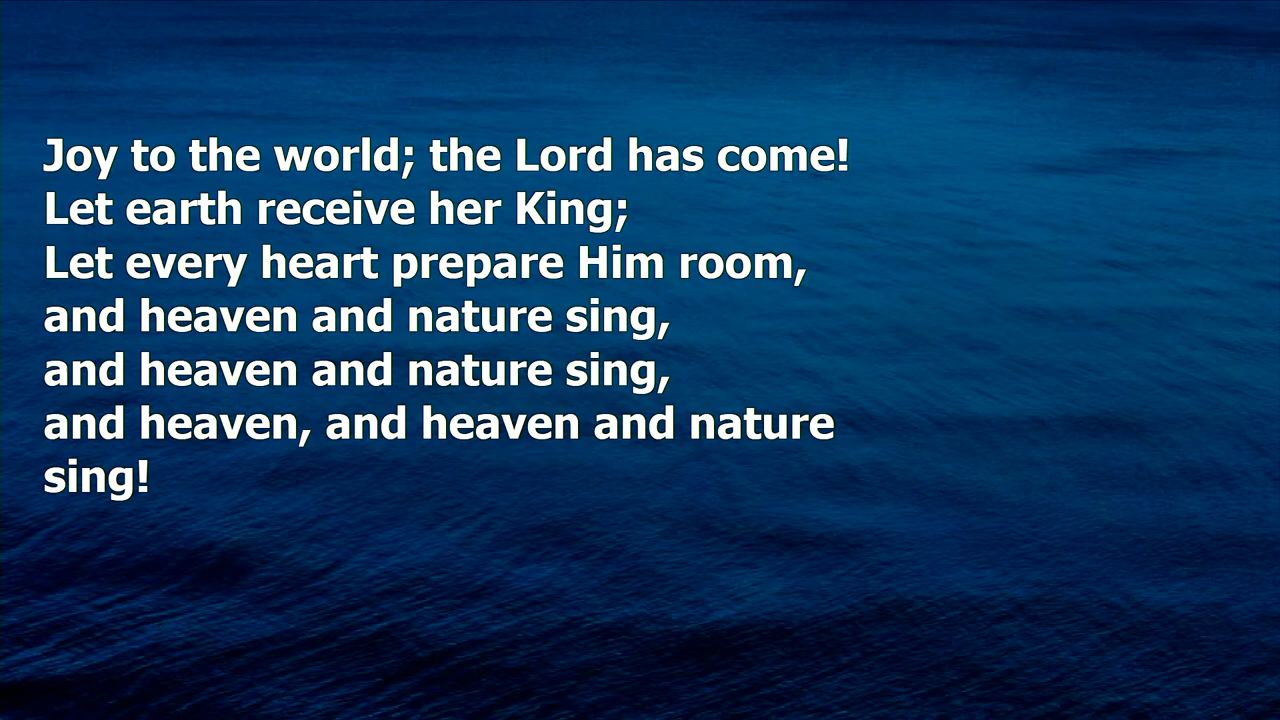 Joy to the world; the Lord has come!
Let earth receive her King;
Let every heart prepare Him room,
and heaven and nature sing,
and heaven and nature sing,
and heaven, and heaven and nature
sing!